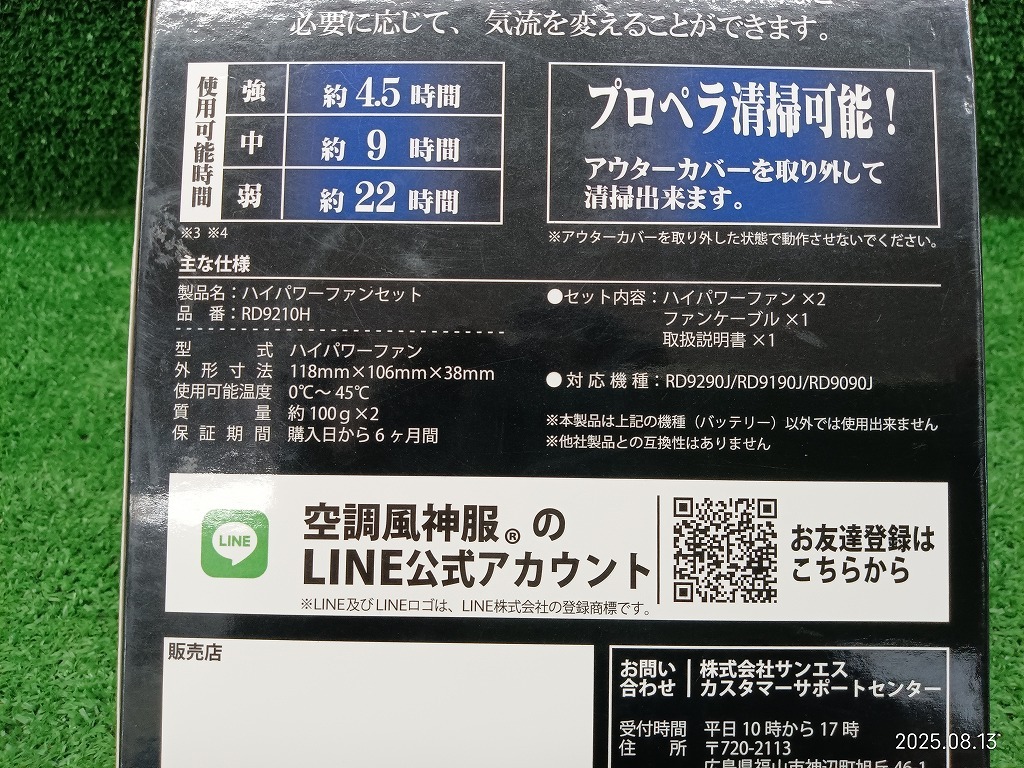 必要に応じて、気流を変えることができます。
使用可能時間
強 約 4.5 時間
中 約 9 時間
弱 約 22 時間
※3 ※4
プロペラ清掃可能！
アウターカバーを取り外して
清掃出来ます。
※アウターカバーを取り外した状態で動作させないでください。
主な仕様
製品名：ハイパワーファンセット
品 番：RD9210H
型 式 ハイパワーファン
外形寸法 118mm×106mm×38mm
使用可能温度 0℃〜45℃
質 量 約100g×2
保証期間 購入日から6ヶ月間
●セット内容：ハイパワーファン ×2
ファンケーブル ×1
取扱説明書 ×1
●対応機種：RD9290J/RD9190J/RD9090J
※本製品は上記の機種（バッテリー）以外では使用出来ません
※他社製品との互換性はありません
LINE
空調風神服®の
LINE公式アカウント
※LINE及びLINEロゴは、LINE株式会社の登録商標です。
お友達登録は
こちらから
販売店
お問い
合わせ
株式会社サンエス
カスタマーサポートセンター
受付時間 平日10時から17時
住 所 〒720-2113
広島県福山市神辺町旭丘46-1
2025.08.13